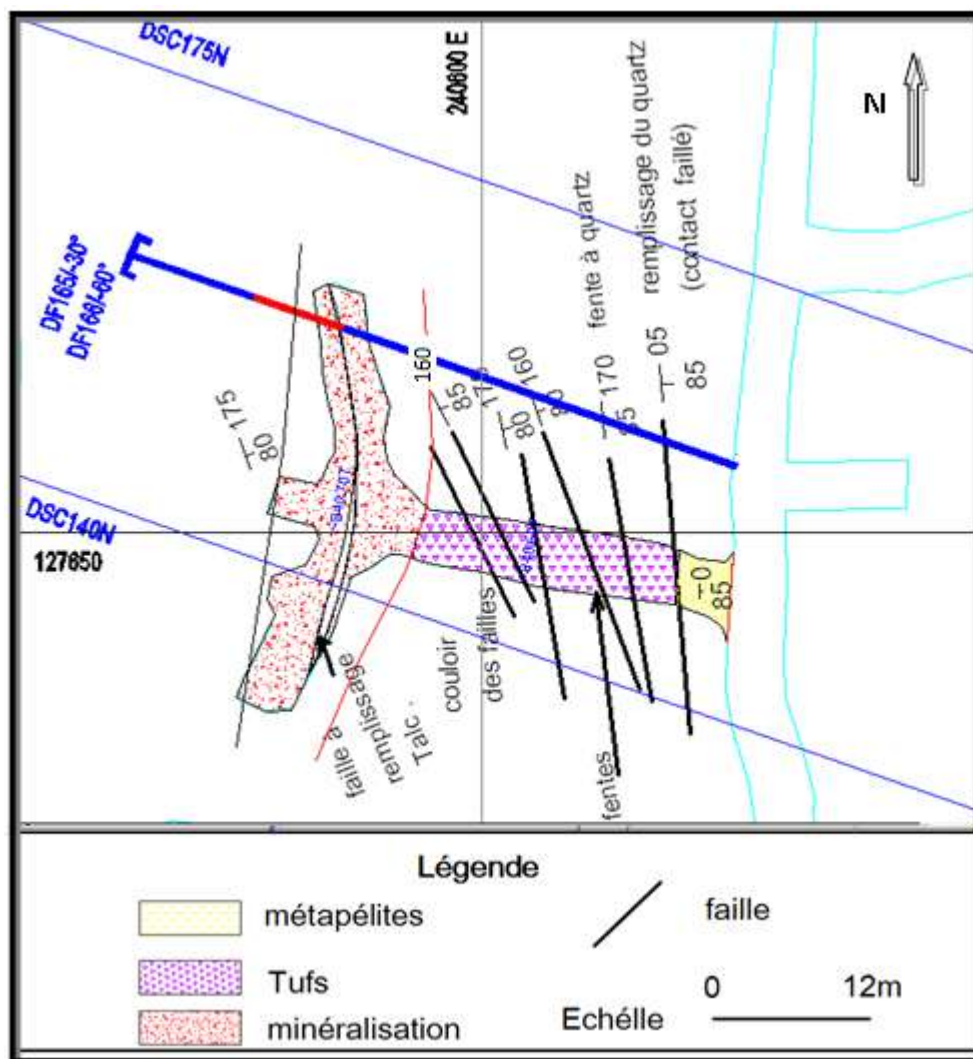 DSC175N
240600 E
N
remplissage du quartz
(contact faillé)
fente à quartz
DF165/-30°
DF166/-60°
160
85
80
160
80
170
05
85
175
80
DSC140N
127650
0
85
couloir
des failles
faille a
remplissage
Talc .
fentes
Légende
métapélites
faille
Tufs
0
12m
minéralisation
Echélle